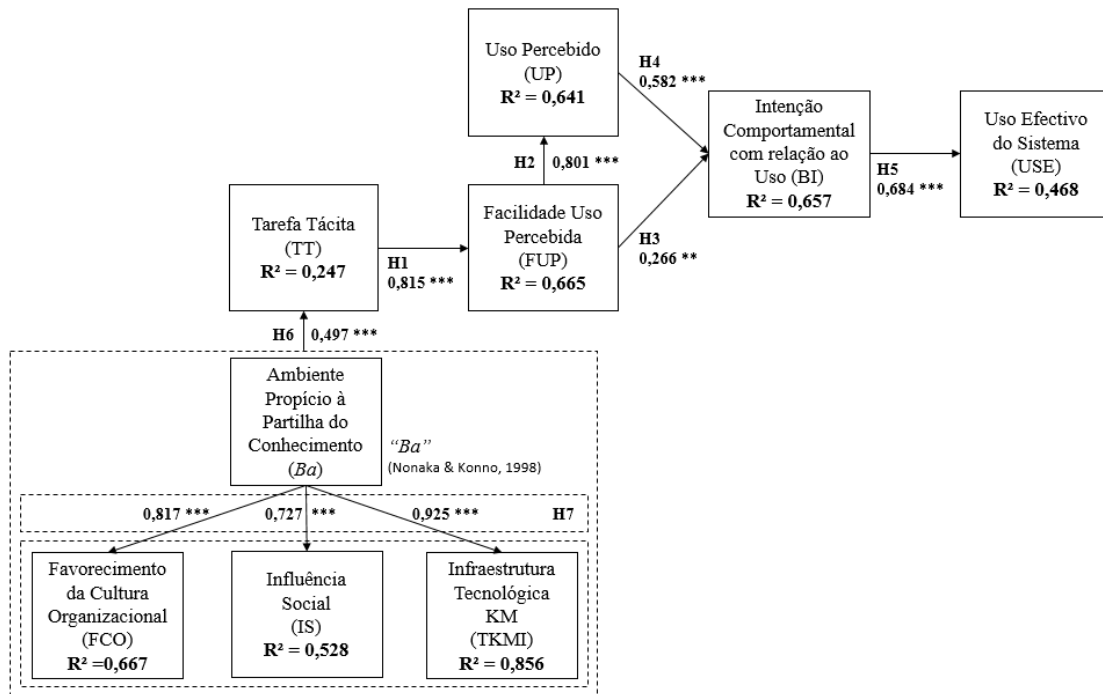 Uso Percebido
(UP)
R² = 0,641
H4
0,582 ***
Intenção
Comportamental
com relação ao
Uso (BI)
R² = 0,657
Uso Efectivo
do Sistema
(USE)
R² = 0,468
H2 0,801 ***
H5
0,684 ***
Tarefa Tácita
(TT)
R² = 0,247
H1
0,815 ***
Facilidade Uso
Percebida
(FUP)
R² = 0,665
H3
0,266 **
H6 0,497 ***
Ambiente
Propício à
Partilha do
Conhecimento
(Ba)
“Ba”
(Nonaka & Konno, 1998)
0,817 *** 0,727 *** 0,925 *** H7
Favorecimento
da Cultura
Organizacional
(FCO)
R² =0,667
Influência
Social
(IS)
R² = 0,528
Infraestrutura
Tecnológica
KM
(TKMI)
R² = 0,856